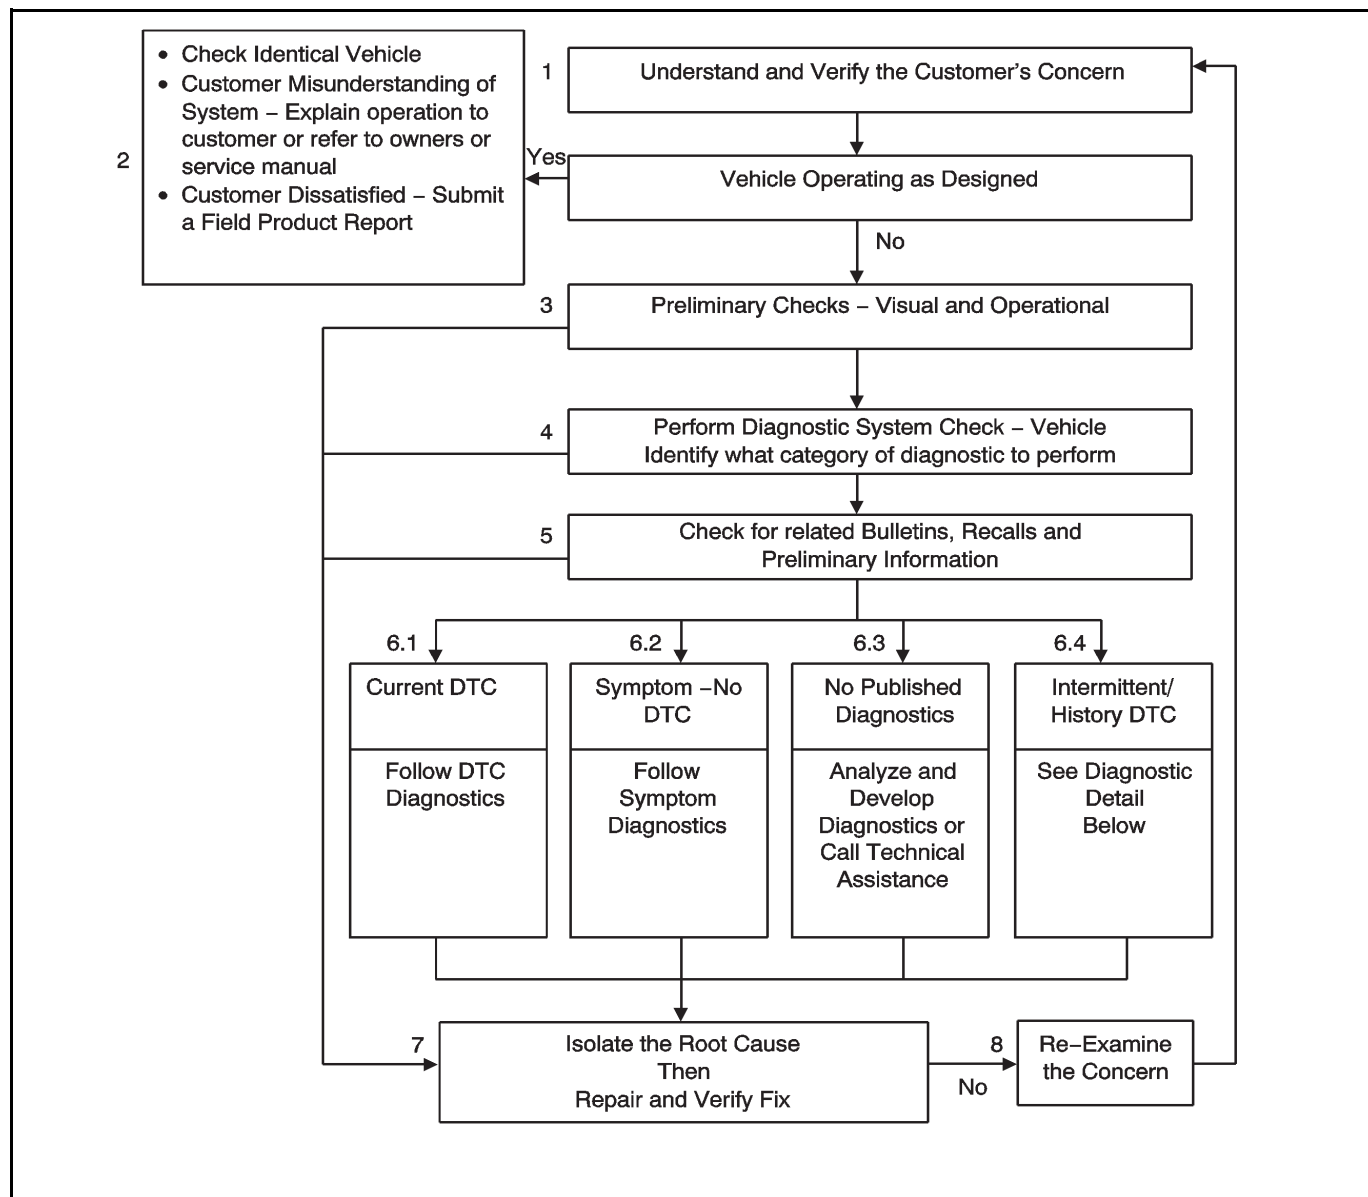 • Check Identical Vehicle
• Customer Misunderstanding of
System – Explain operation to
customer or refer to owners or
service manual
• Customer Dissatisfied – Submit
a Field Product Report
2
1
Understand and Verify the Customer's Concern
Yes
Vehicle Operating as Designed
No
3
Preliminary Checks – Visual and Operational
4
Perform Diagnostic System Check – Vehicle
Identify what category of diagnostic to perform
5
Check for related Bulletins, Recalls and
Preliminary Information
6.1
Current DTC
Follow DTC
Diagnostics
6.2
Symptom –No
DTC
Follow
Symptom
Diagnostics
6.3
No Published
Diagnostics
Analyze and
Develop
Diagnostics or
Call Technical
Assistance
6.4
Intermittent/
History DTC
See Diagnostic
Detail
Below
7
Isolate the Root Cause
Then
Repair and Verify Fix
No
8
Re–Examine
the Concern